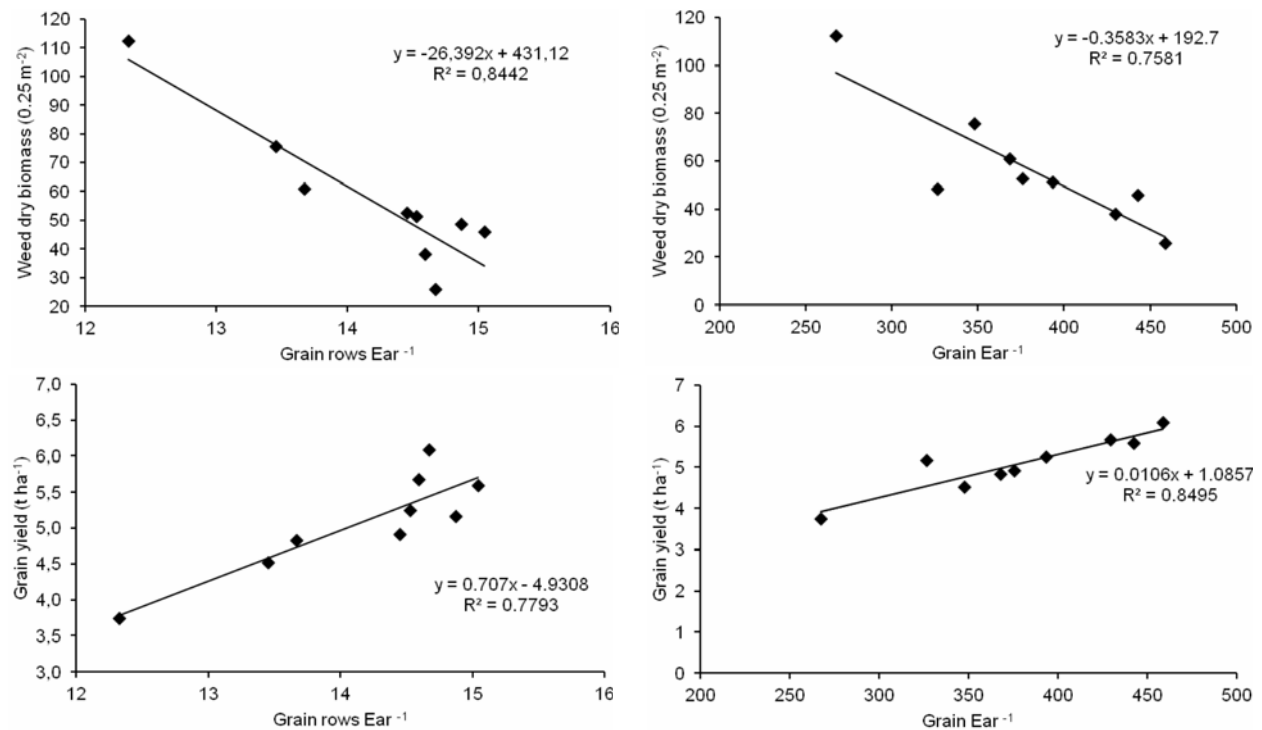 120
110
100
90
80
70
60
50
40
30
20
Weed dry biomass (0.25 m⁻²)
y = -26,392x + 431,12
R² = 0,8442
12 13 14 15 16
Grain rows Ear ⁻¹
120
100
80
60
40
20
0
Weed dry biomass (0.25 m⁻²)
y = -0.3583x + 192.7
R² = 0.7581
200 250 300 350 400 450 500
Grain Ear⁻¹
7,0
6,5
6,0
5,5
5,0
4,5
4,0
3,5
3,0
Grain yield (t ha⁻¹)
y = 0.707x - 4.9308
R² = 0.7793
12 13 14 15 16
Grain rows Ear ⁻¹
7
6
5
4
3
2
1
0
Grain yield (t ha⁻¹)
y = 0.0106x + 1.0857
R² = 0.8495
200 250 300 350 400 450 500
Grain Ear ⁻¹